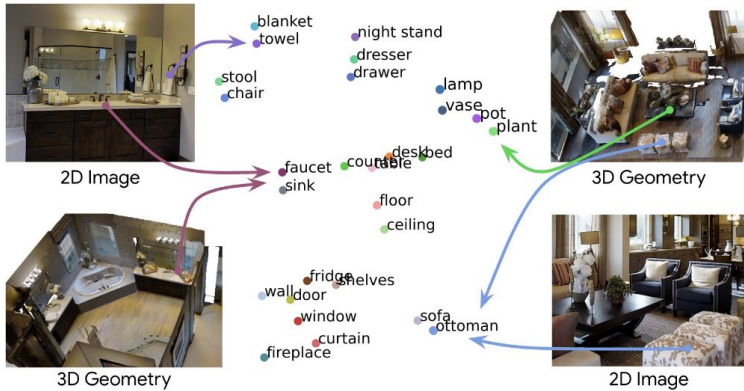 blanket
towel
night stand
dresser
drawer
stool
chair
lamp
vase
pot
plant
2D Image
3D Geometry
faucet
sink
counter
table
desk
bed
floor
ceiling
fridge
shelves
wall
door
window
curtain
fireplace
sofa
ottoman
3D Geometry
2D Image